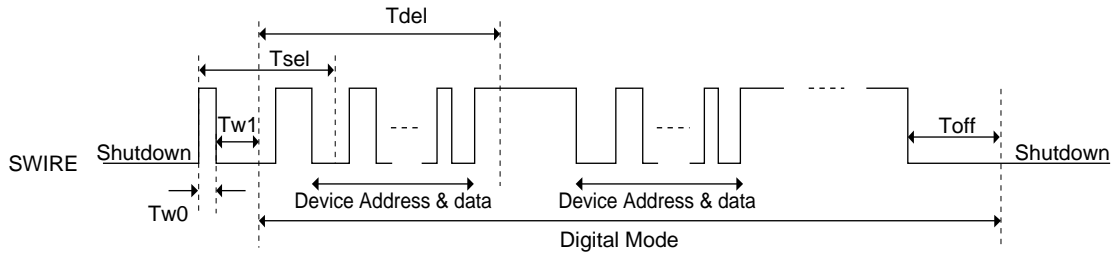 Tdel
Tsel
Tw1
Toff
Shutdown
Shutdown
SWIRE
Tw0
Device Address & data
Device Address & data
Digital Mode